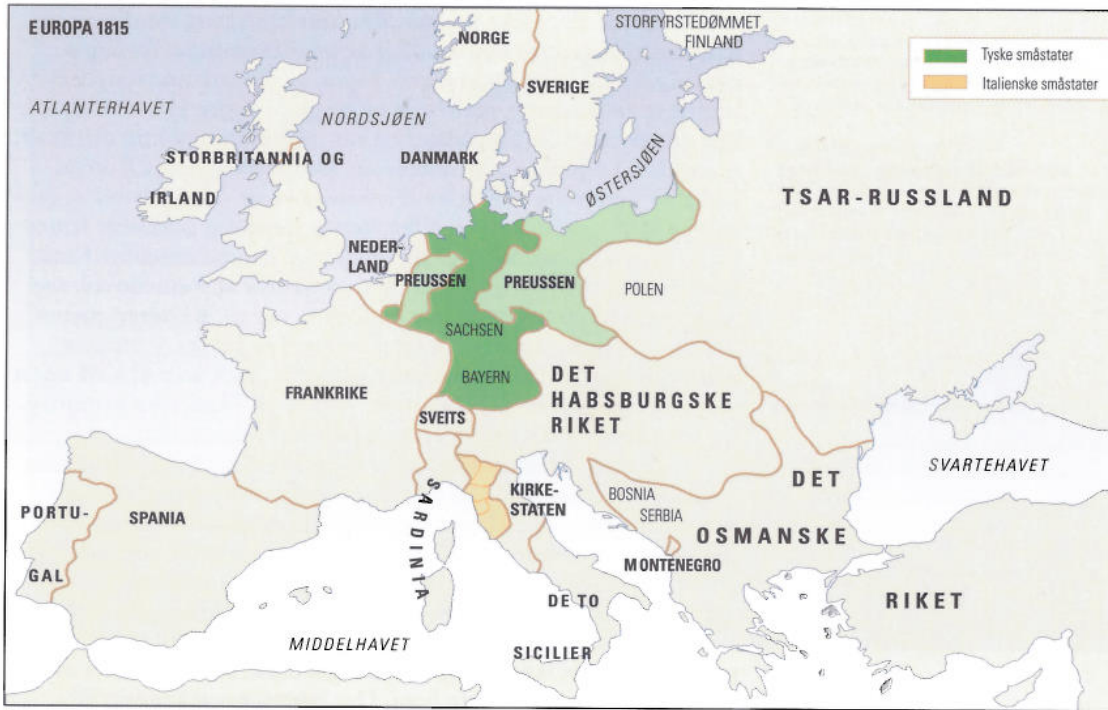 EUROPA 1815
NORGE
STORFYRSTEDØMMET
FINLAND
Tyske småstater
Italienske småstater
SVERIGE
ATLANTERHAVET
NORDSJØEN
STORBRITANNIA OG
IRLAND
DANMARK
ØSTERSJØEN
TSAR-RUSSLAND
NEDER-
LAND
PREUSSEN
PREUSSEN
POLEN
SACHSEN
BAYERN
FRANKRIKE
SVEITS
DET
HABSBURGSKE
RIKET
SVARTEHAVET
PORTU-
GAL
SPANIA
SARDINIA
KIRKE-
STATEN
BOSNIA
SERBIA
MONTENEGRO
DET
OSMANSKE
RIKET
DE TO
SICILIER
MIDDELHAVET